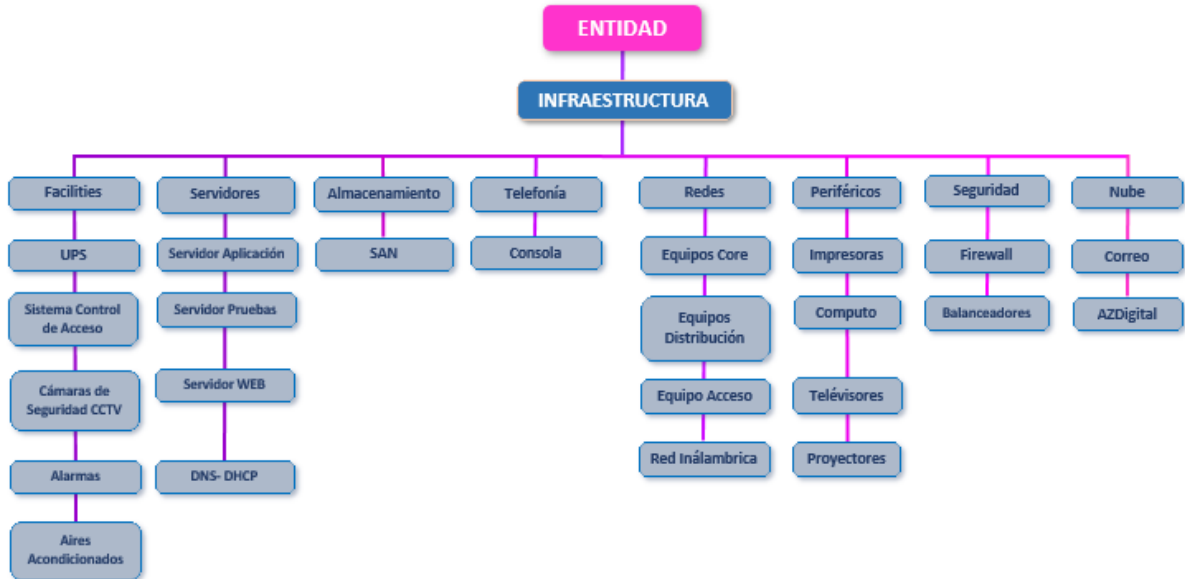 ENTIDAD
INFRAESTRUCTURA
Facilities
Servidores
Almacenamiento
Telefonía
Redes
Periféricos
Seguridad
Nube
UPS
Servidor Aplicación
SAN
Consola
Equipos Core
Impresoras
Firewall
Correo
Sistema Control
de Acceso
Servidor Pruebas
Equipos
Distribución
Computo
Balanceadores
AZDigital
Cámaras de
Seguridad CCTV
Servidor WEB
Equipo Acceso
Télévisores
Alarmas
DNS- DHCP
Red Inálambrica
Proyectores
Aires
Acondicionados